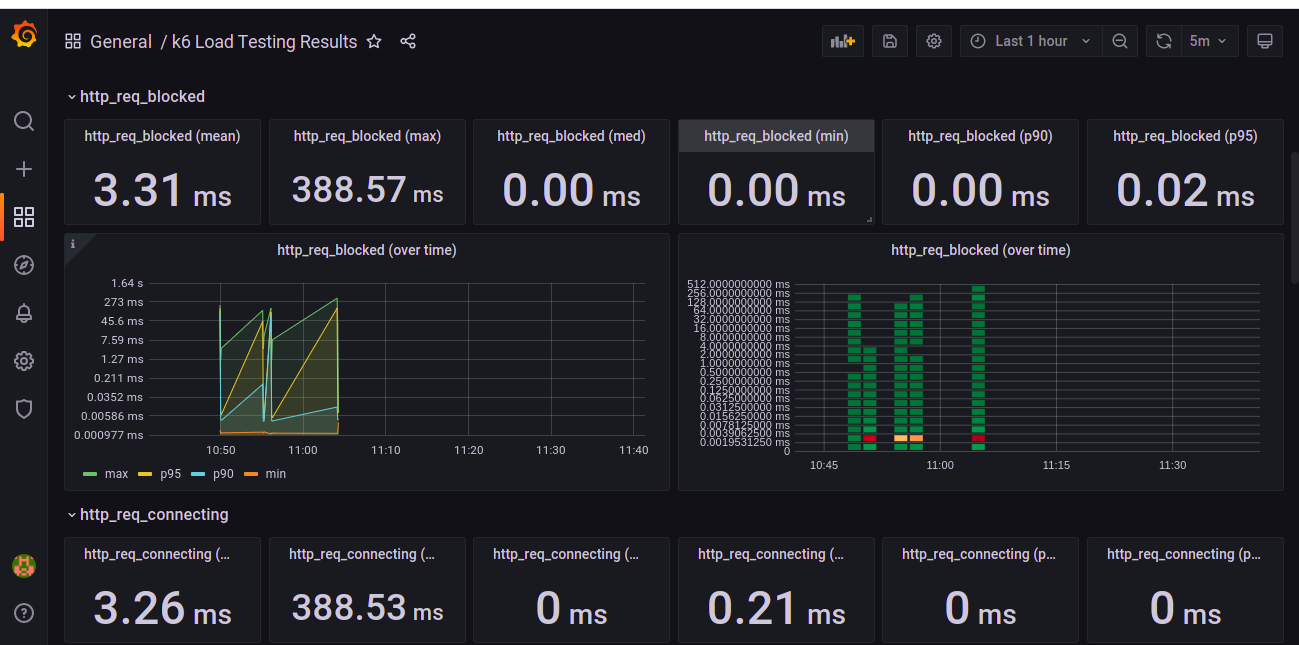 General / k6 Load Testing Results
Last 1 hour
5m
http_req_blocked
http_req_blocked (mean)
3.31 ms
http_req_blocked (max)
388.57 ms
http_req_blocked (med)
0.00 ms
http_req_blocked (min)
0.00 ms
http_req_blocked (p90)
0.00 ms
http_req_blocked (p95)
0.02 ms
i
http_req_blocked (over time)
1.64 s
273 ms
45.6 ms
7.59 ms
1.27 ms
0.211 ms
0.0352 ms
0.00586 ms
0.000977 ms
10:50 11:00 11:10 11:20 11:30 11:40
max p95 p90 min
http_req_blocked (over time)
512.0000000000 ms
256.0000000000 ms
128.0000000000 ms
64.0000000000 ms
32.0000000000 ms
16.0000000000 ms
8.0000000000 ms
4.0000000000 ms
2.0000000000 ms
1.0000000000 ms
0.5000000000 ms
0.2500000000 ms
0.1250000000 ms
0.0625000000 ms
0.0312500000 ms
0.0156250000 ms
0.0078125000 ms
0.0039062500 ms
0.0019531250 ms
0
10:45 11:00 11:15 11:30
http_req_connecting
http_req_connecting (...
3.26 ms
http_req_connecting (...
388.53 ms
http_req_connecting (...
0 ms
http_req_connecting (...
0.21 ms
http_req_connecting (p...
0 ms
http_req_connecting (p...
0 ms